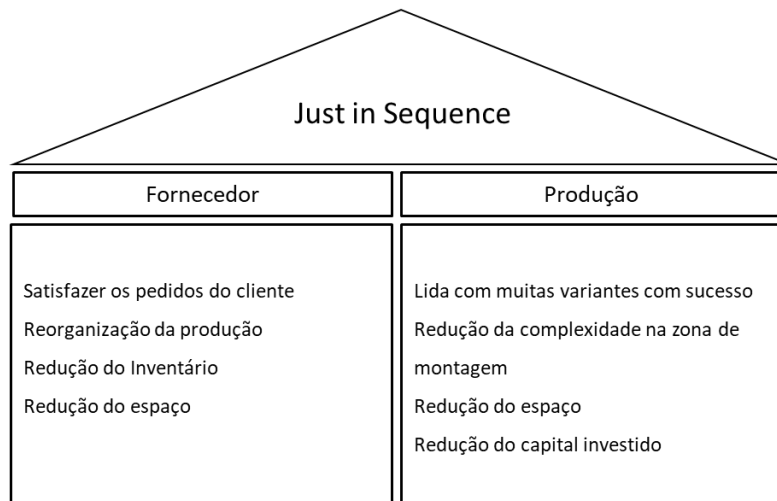 Just in Sequence
Fornecedor
Produção
Satisfazer os pedidos do cliente
Reorganização da produção
Redução do Inventário
Redução do espaço
Lida com muitas variantes com sucesso
Redução da complexidade na zona de
montagem
Redução do espaço
Redução do capital investido